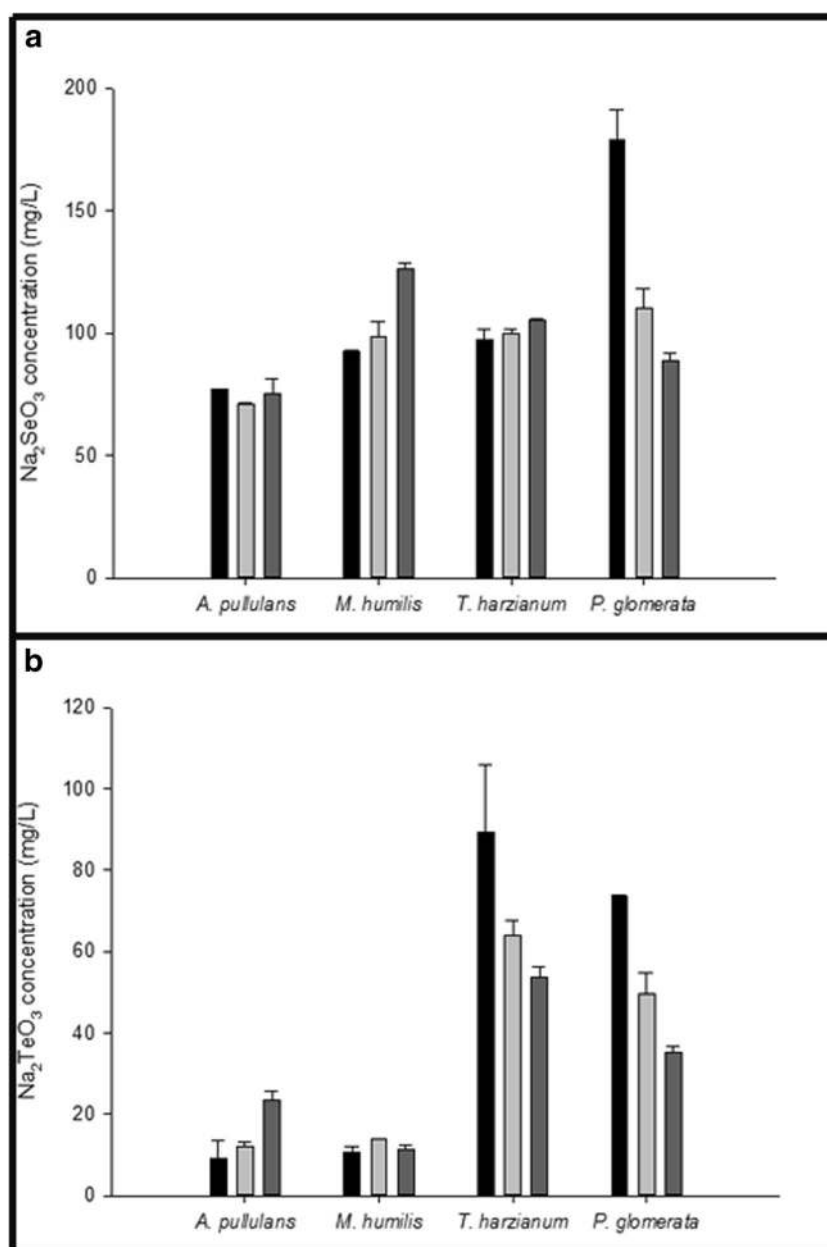 a
200
150
100
50
0
Na₂SeO₃ concentration (mg/L)
A. pullulans M. humilis T. harzianum P. glomerata
b
120
100
80
60
40
20
0
Na₂TeO₃ concentration (mg/L)
A. pullulans M. humilis T. harzianum P. glomerata